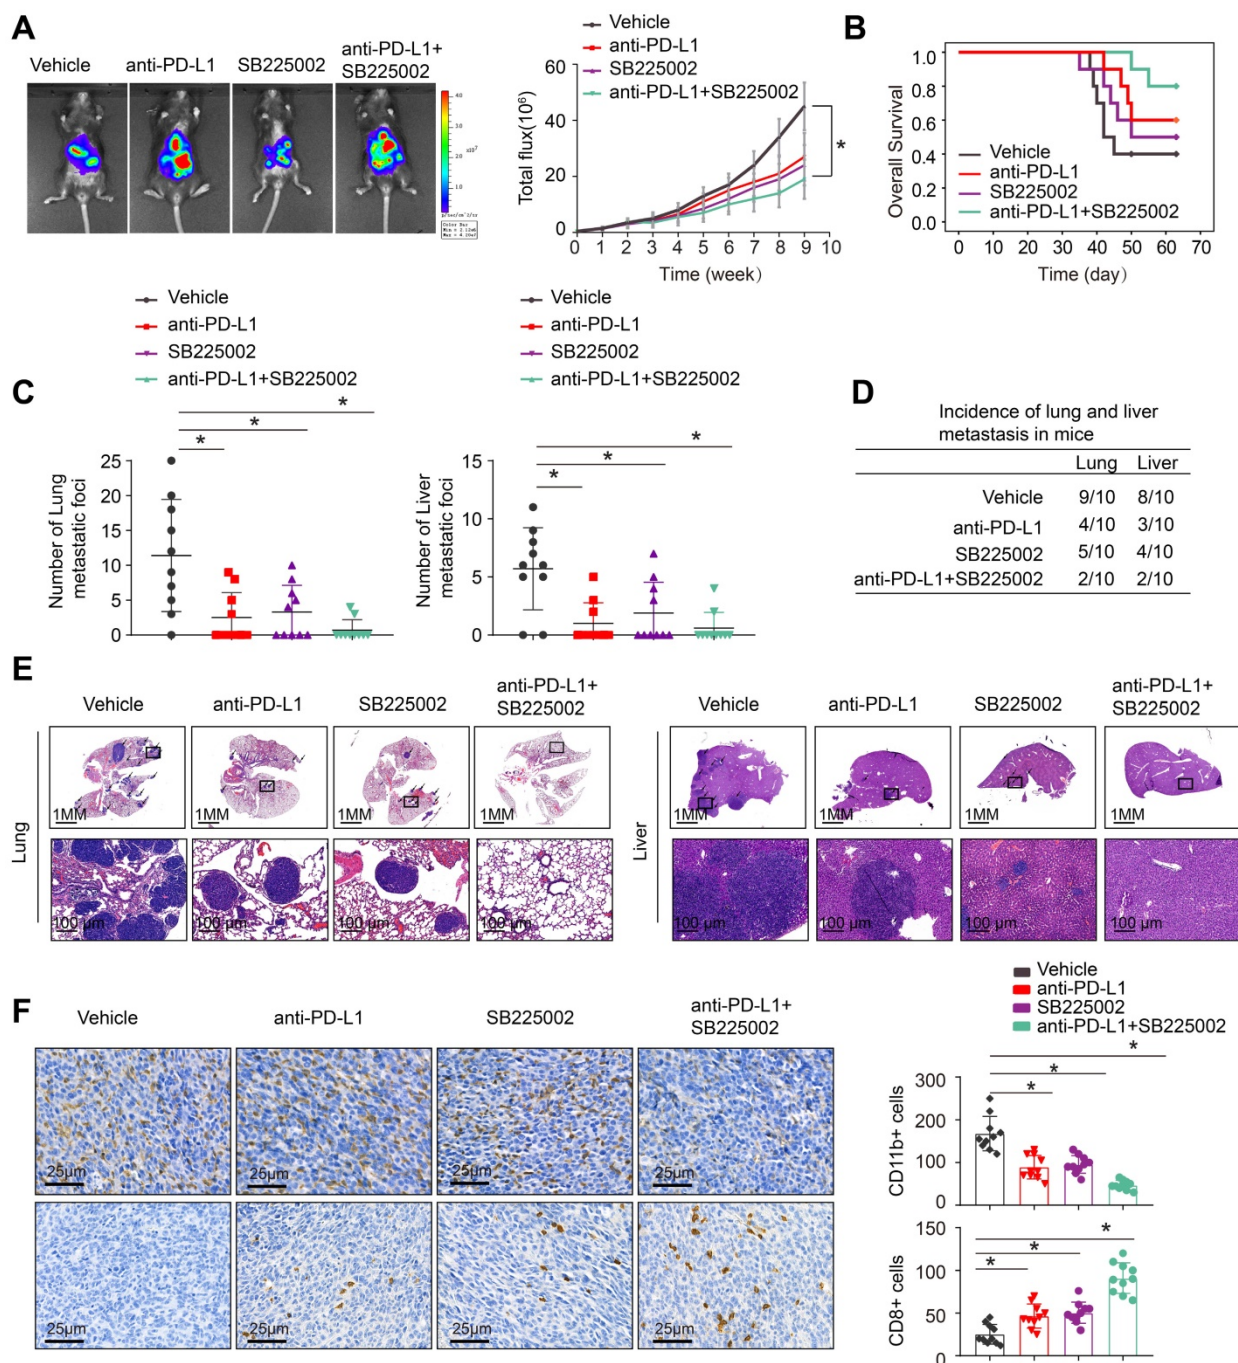 A
Vehicle
anti-PD-L1
SB225002
anti-PD-L1+
SB225002
40
30
x10⁷
20
10
Color Bar
Vehicle
anti-PD-L1
SB225002
anti-PD-L1+SB225002
Total flux(10⁶)
60
40
20
0
*
0 1 2 3 4 5 6 7 8 9 10
Time (week)
B
Overall Survival
1.0
0.8
0.6
0.4
0.2
0.0
Vehicle
anti-PD-L1
SB225002
anti-PD-L1+SB225002
0 10 20 30 40 50 60 70
Time (day)
C
Vehicle
anti-PD-L1
SB225002
anti-PD-L1+SB225002
*
*
*
Number of Lung
metastatic foci
25
20
15
10
5
0
Vehicle
anti-PD-L1
SB225002
anti-PD-L1+SB225002
*
*
*
Number of Liver
metastatic foci
15
10
5
0
D
Incidence of lung and liver
metastasis in mice
Lung Liver
Vehicle 9/10 8/10
anti-PD-L1 4/10 3/10
SB225002 5/10 4/10
anti-PD-L1+SB225002 2/10 2/10
E
Vehicle
anti-PD-L1
SB225002
anti-PD-L1+
SB225002
Lung
1MM
1MM
1MM
1MM
100 µm
100 µm
100 µm
100 µm
Vehicle
anti-PD-L1
SB225002
anti-PD-L1+
SB225002
Liver
1MM
1MM
1MM
1MM
100 µm
100 µm
100 µm
100 µm
F
Vehicle
anti-PD-L1
SB225002
anti-PD-L1+
SB225002
25µm
25µm
25µm
25µm
25µm
25µm
25µm
25µm
Vehicle
anti-PD-L1
SB225002
anti-PD-L1+SB225002
*
*
*
CD11b+ cells
300
200
100
0
*
*
*
CD8+ cells
150
100
50
0